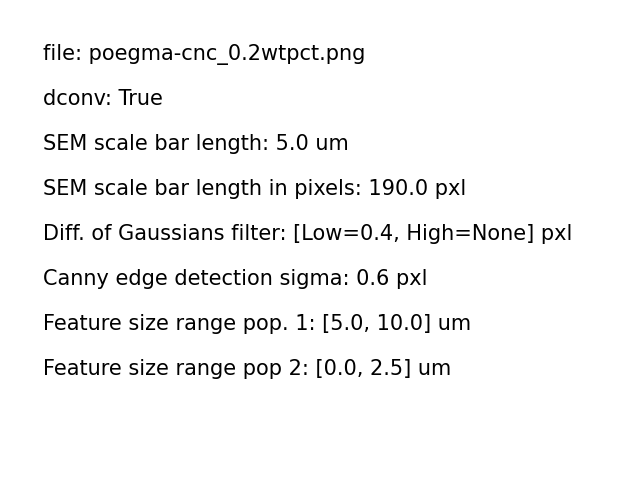 file: poegma-cnc_0.2wtpct.png
dconv: True
SEM scale bar length: 5.0 um
SEM scale bar length in pixels: 190.0 pxl
Diff. of Gaussians filter: [Low=0.4, High=None] pxl
Canny edge detection sigma: 0.6 pxl
Feature size range pop. 1: [5.0, 10.0] um
Feature size range pop 2: [0.0, 2.5] um